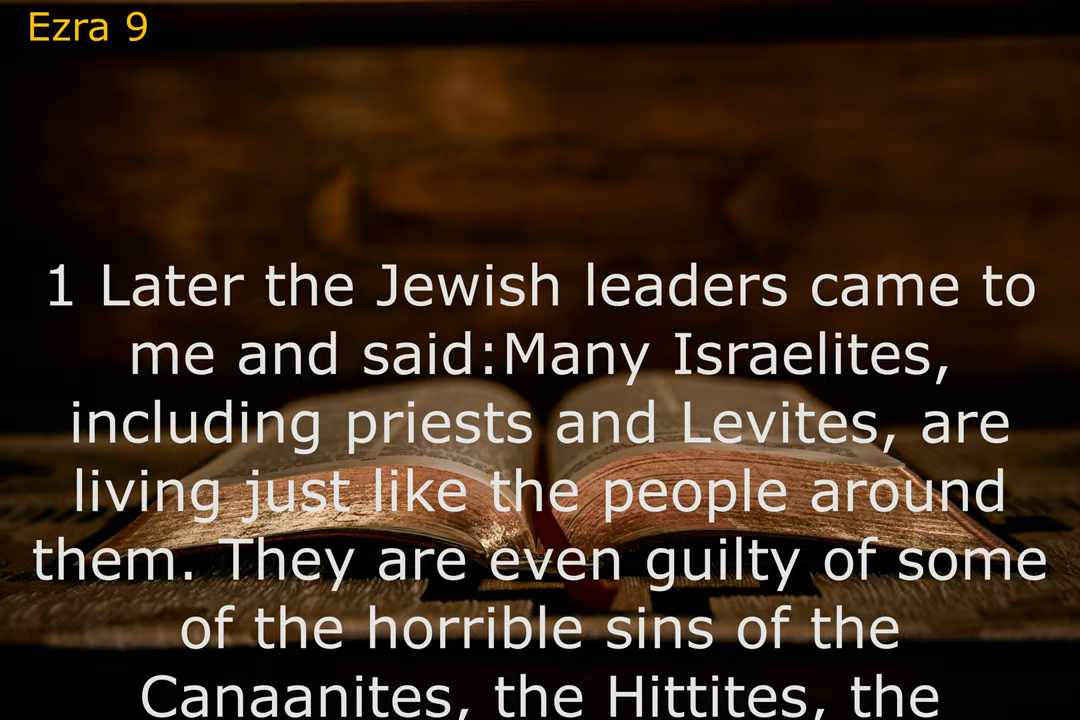 Ezra 9
1 Later the Jewish leaders came to
me and said:Many Israelites,
including priests and Levites, are
living just like the people around
them. They are even guilty of some
of the horrible sins of the
Canaanites, the Hittites, the